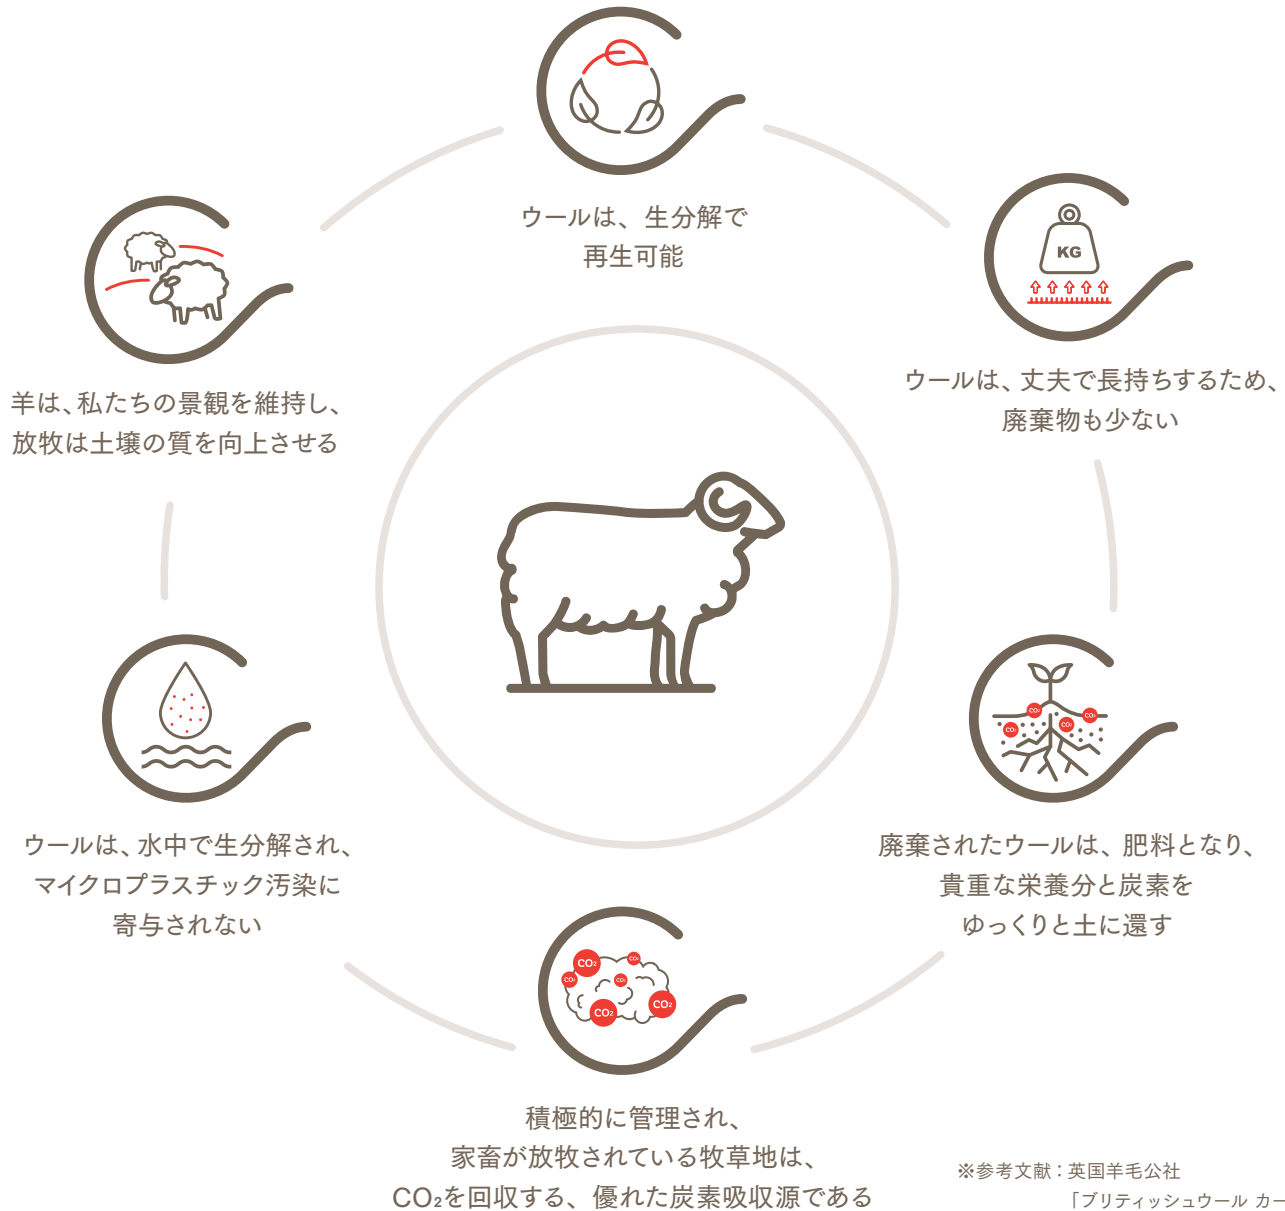 ウールは、生分解で
再生可能
KG
ウールは、丈夫で長持ちするため、
廃棄物も少ない
羊は、私たちの景観を維持し、
放牧は土壌の質を向上させる
CO₂
CO₂
CO₂
CO₂
廃棄されたウールは、肥料となり、
貴重な栄養分と炭素を
ゆっくりと土に還す
ウールは、水中で生分解され、
マイクロプラスチック汚染に
寄与されない
CO₂
CO₂
CO₂
CO₂
CO₂
CO₂
積極的に管理され、
家畜が放牧されている牧草地は、
CO₂を回収する、優れた炭素吸収源である
※参考文献：英国羊毛公社
「ブリティッシュウール カー